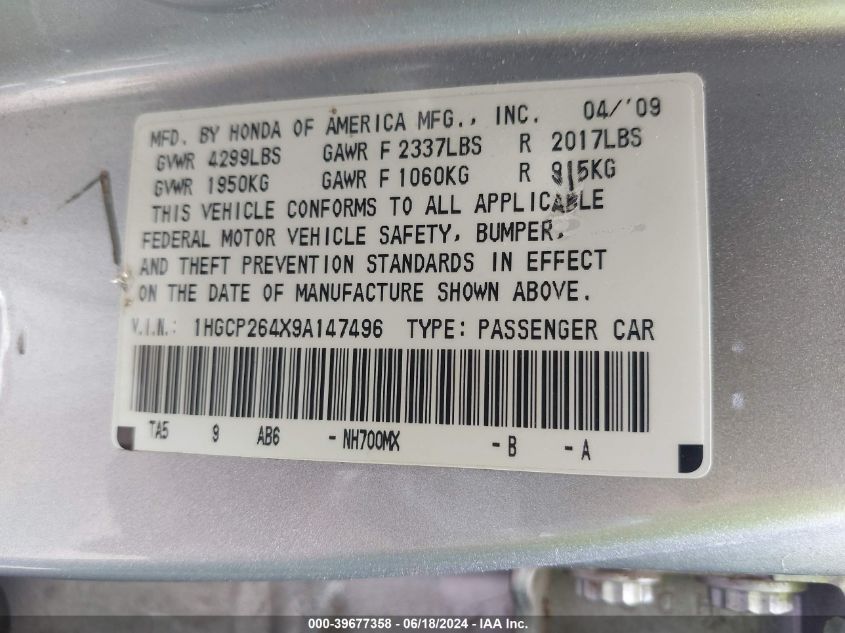 MFD. BY HONDA OF AMERICA MFG., INC. 04/'09
GVWR 4299LBS GAWR F 2337LBS R 2017LBS
GVWR 1950KG GAWR F 1060KG R 915KG
THIS VEHICLE CONFORMS TO ALL APPLICABLE
FEDERAL MOTOR VEHICLE SAFETY, BUMPER,
AND THEFT PREVENTION STANDARDS IN EFFECT
ON THE DATE OF MANUFACTURE SHOWN ABOVE.
V.I.N.: 1HGCP264X9A147496 TYPE: PASSENGER CAR
TA5 9 AB6 - NH700MX - B - A
000-39677358 - 06/18/2024 - IAA Inc.